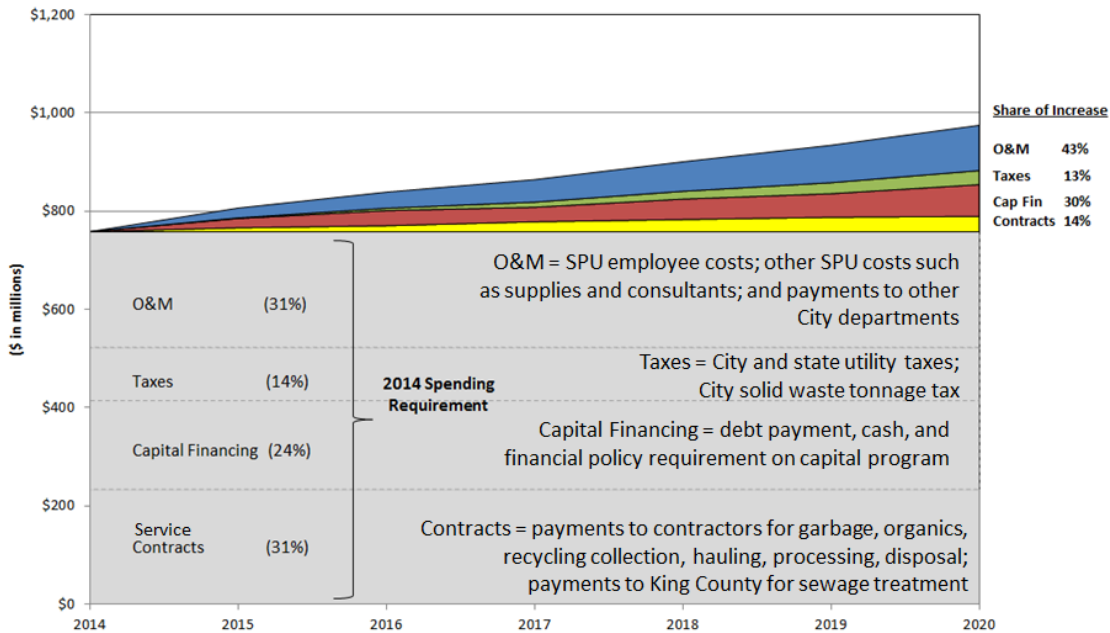 $1,200
$1,000
$800
$600
$400
$200
$0
($ in millions)
2014 2015 2016 2017 2018 2019 2020
Share of Increase
O&M 43%
Taxes 13%
Cap Fin 30%
Contracts 14%
O&M (31%)
Taxes (14%)
Capital Financing (24%)
Service
Contracts (31%)
2014 Spending
Requirement
O&M = SPU employee costs; other SPU costs such
as supplies and consultants; and payments to other
City departments
Taxes = City and state utility taxes;
City solid waste tonnage tax
Capital Financing = debt payment, cash, and
financial policy requirement on capital program
Contracts = payments to contractors for garbage, organics,
recycling collection, hauling, processing, disposal;
payments to King County for sewage treatment